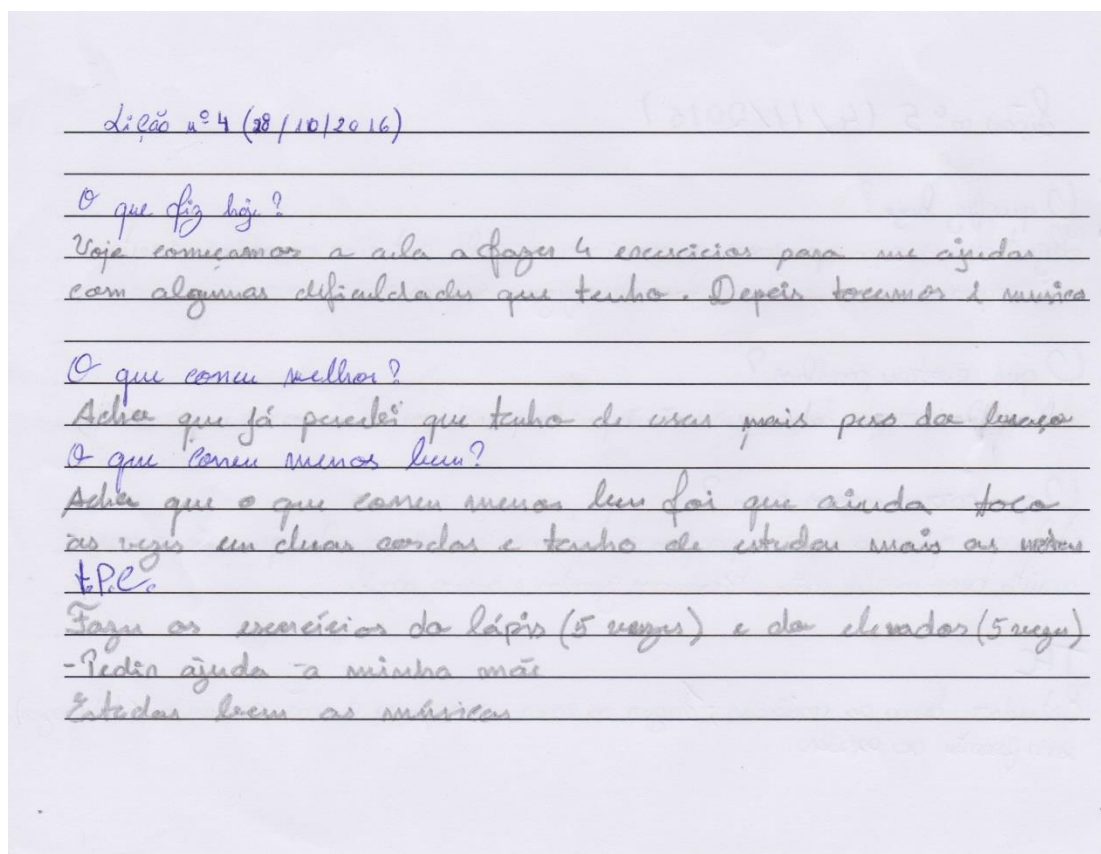 Lição nº 4 (28/10/2016)
O que fiz hoje?
Hoje começamos a aula a fazer 4 exercicios para me ajudar
com algumas dificuldades que tenho. Depois tocamos 1 musica
O que correu melhor?
Acho que já percebi que tenho de usar mais peso do braço
O que correu menos bem?
Acho que o que correu menos bem foi que ainda toco
às vezes em duas cordas e tenho de estudar mais as notas
t.P.C.
Fazer os exercícios do lápis (5 vezes) e do elevador (5 vezes)
-Pedir ajuda a minha mãe
Estudar bem as músicas